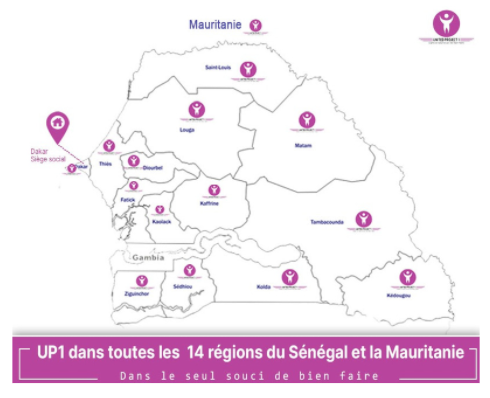 Mauritanie
Saint-Louis
Louga
Matam
Dakar
Siège social
Dakar
Thiès
Diourbel
Fatick
Kaolack
Kaffrine
Tambacounda
Gambia
Ziguinchor
Sédhiou
Kolda
Kédougou
UP1 dans toutes les 14 régions du Sénégal et la Mauritanie
Dans le seul souci de bien faire